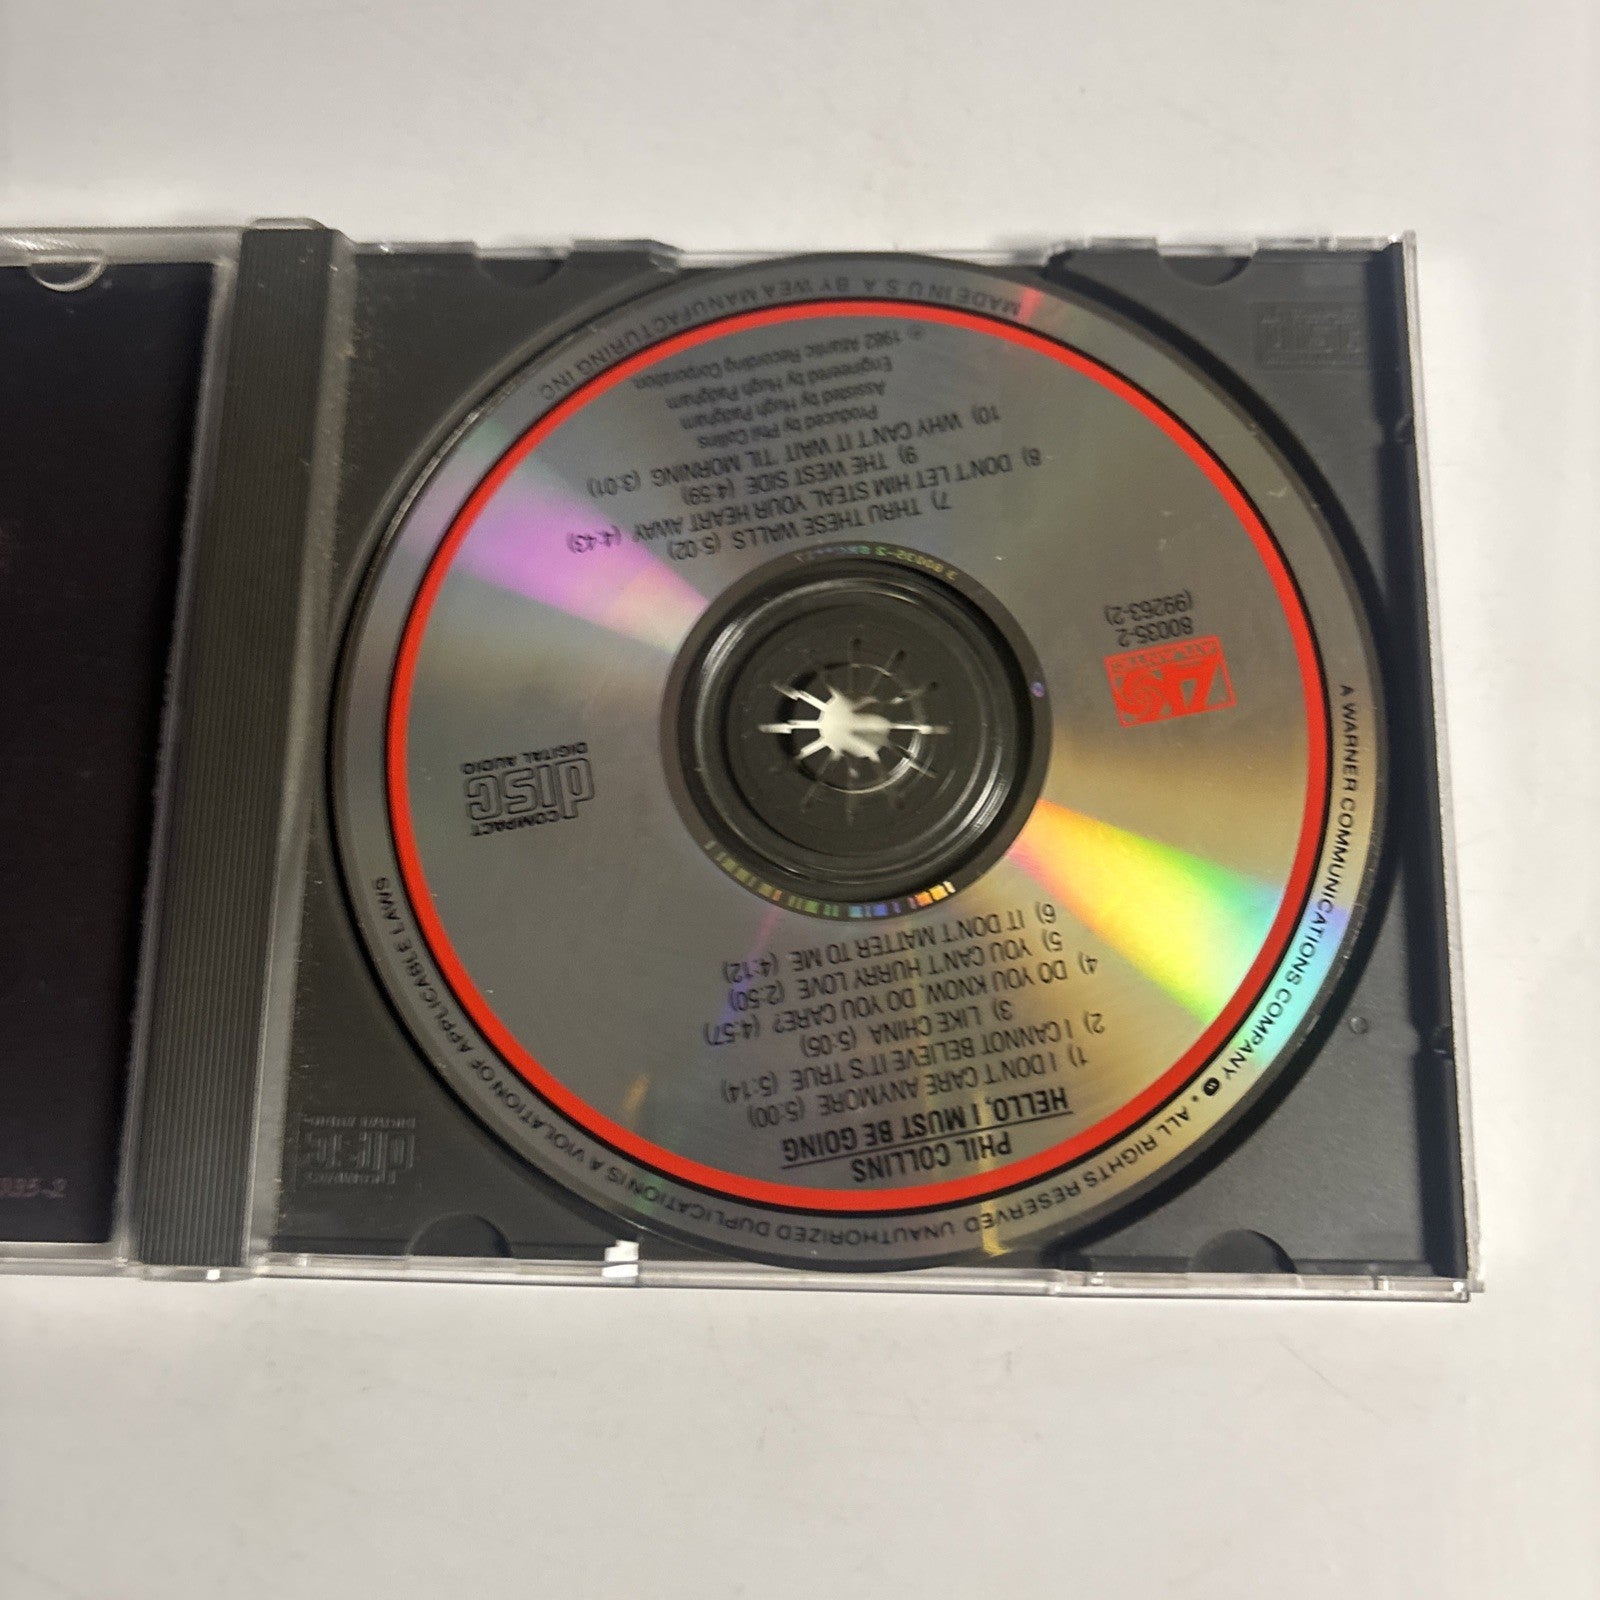 PHIL COLLINS
HELLO, I MUST BE GOING
1) I DON'T CARE ANYMORE (5:00)
2) I CANNOT BELIEVE IT'S TRUE (5:14)
3) LIKE CHINA (5:05)
4) DO YOU KNOW, DO YOU CARE? (4:57)
5) YOU CAN'T HURRY LOVE (2:50)
6) IT DON'T MATTER TO ME (4:12)
ATLANTIC
80035-2
(99263-2)
COMPACT
disc
DIGITAL AUDIO
7) THRU THESE WALLS (5:02)
8) DON'T LET HIM STEAL YOUR HEART AWAY (4:43)
9) THE WEST SIDE (4:59)
10) WHY CAN'T IT WAIT 'TIL MORNING (3:01)
Produced by Phil Collins
Assisted by Hugh Padgham
Engineered by Hugh Padgham
℗ 1982 Atlantic Recording Corporation
MADE IN U.S.A. BY WEA MANUFACTURING INC.
A WARNER COMMUNICATIONS COMPANY • ALL RIGHTS RESERVED UNAUTHORIZED DUPLICATION IS A VIOLATION OF APPLICABLE LAWS
COMPACT
disc
DIGITAL AUDIO